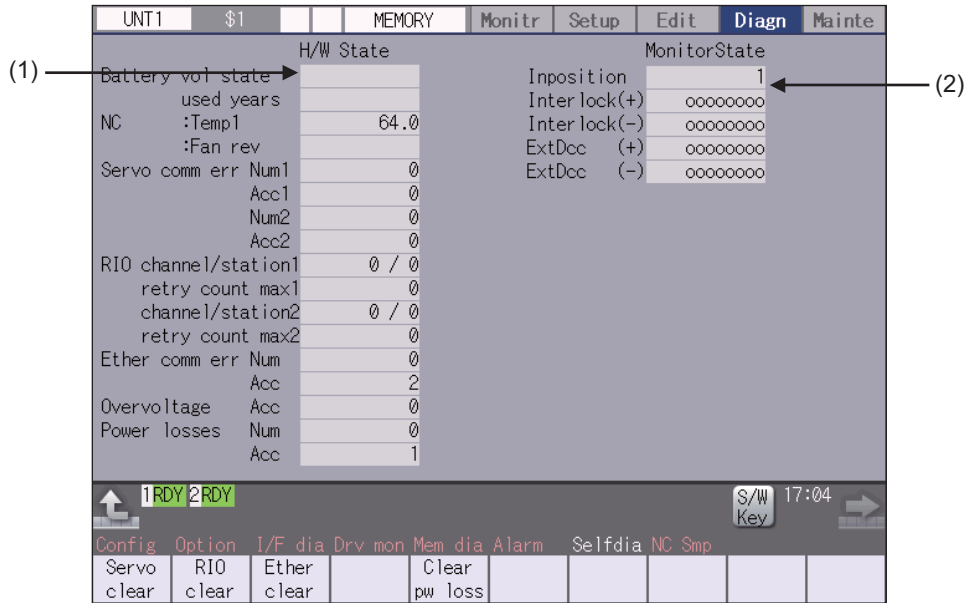 UNT1 $1 MEMORY Monitr Setup Edit Diagn Mainte
H/W State MonitorState
(1) Battery vol state Inposition 1 (2)
used years Interlock(+) oooooooo
NC :Temp1 64.0 Interlock(-) oooooooo
:Fan rev ExtDcc (+) oooooooo
Servo comm err Num1 0 ExtDcc (-) oooooooo
Acc1 0
Num2 0
Acc2 0
RIO channel/station1 0 / 0
retry count max1 0
channel/station2 0 / 0
retry count max2 0
Ether comm err Num 0
Acc 2
Overvoltage Acc 0
Power losses Num 0
Acc 1
1RDY 2RDY S/W Key 17:04
Config Option I/F dia Drv mon Mem dia Alarm Selfdia NC Smp
Servo RIO Ether Clear
clear clear clear pw loss